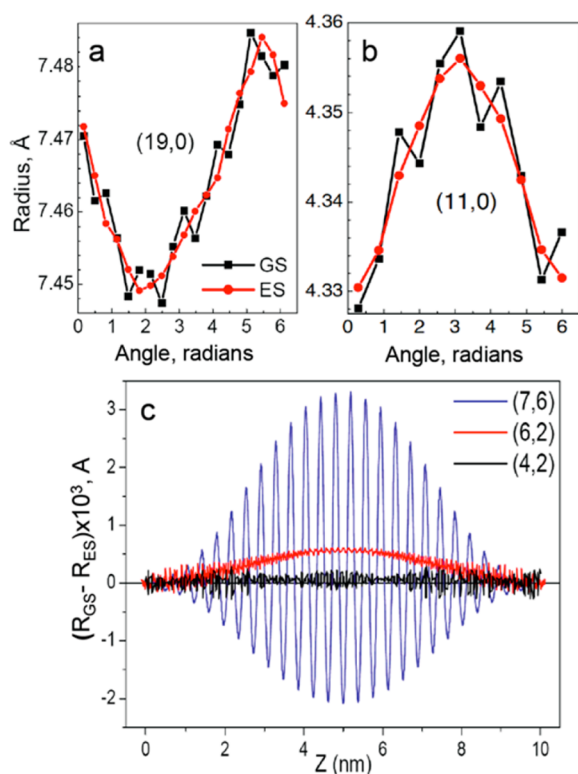 a
7.48
7.47
7.46
7.45
Radius, Å
(19,0)
GS
ES
0 1 2 3 4 5 6
Angle, radians
b
4.36
4.35
4.34
4.33
(11,0)
0 1 2 3 4 5 6
Angle, radians
c
3
2
1
0
-1
-2
(R_GS- R_ES)x10³, A
(7,6)
(6,2)
(4,2)
0 2 4 6 8 10
Z (nm)